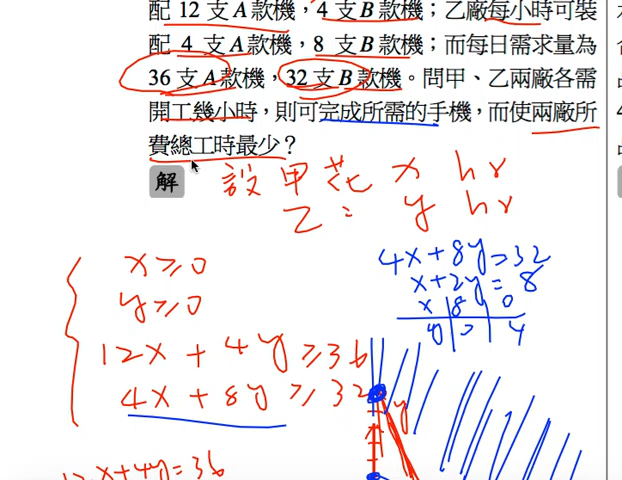 配 12 支 A 款機，4 支 B 款機；乙廠每小時可裝
配 4 支 A 款機，8 支 B 款機；而每日需求量為
36 支 A 款機，32 支 B 款機。問甲、乙兩廠各需
開工幾小時，則可完成所需的手機，而使兩廠所
費總工時最少？
解
設 甲 花 x hr
乙: y hr
x≥0
y≥0
12x + 4y ≥ 36
4x + 8y ≥ 32
4x+8y=32
x+2y=8
x 8 0
y 0 4
y
12x+4y=36